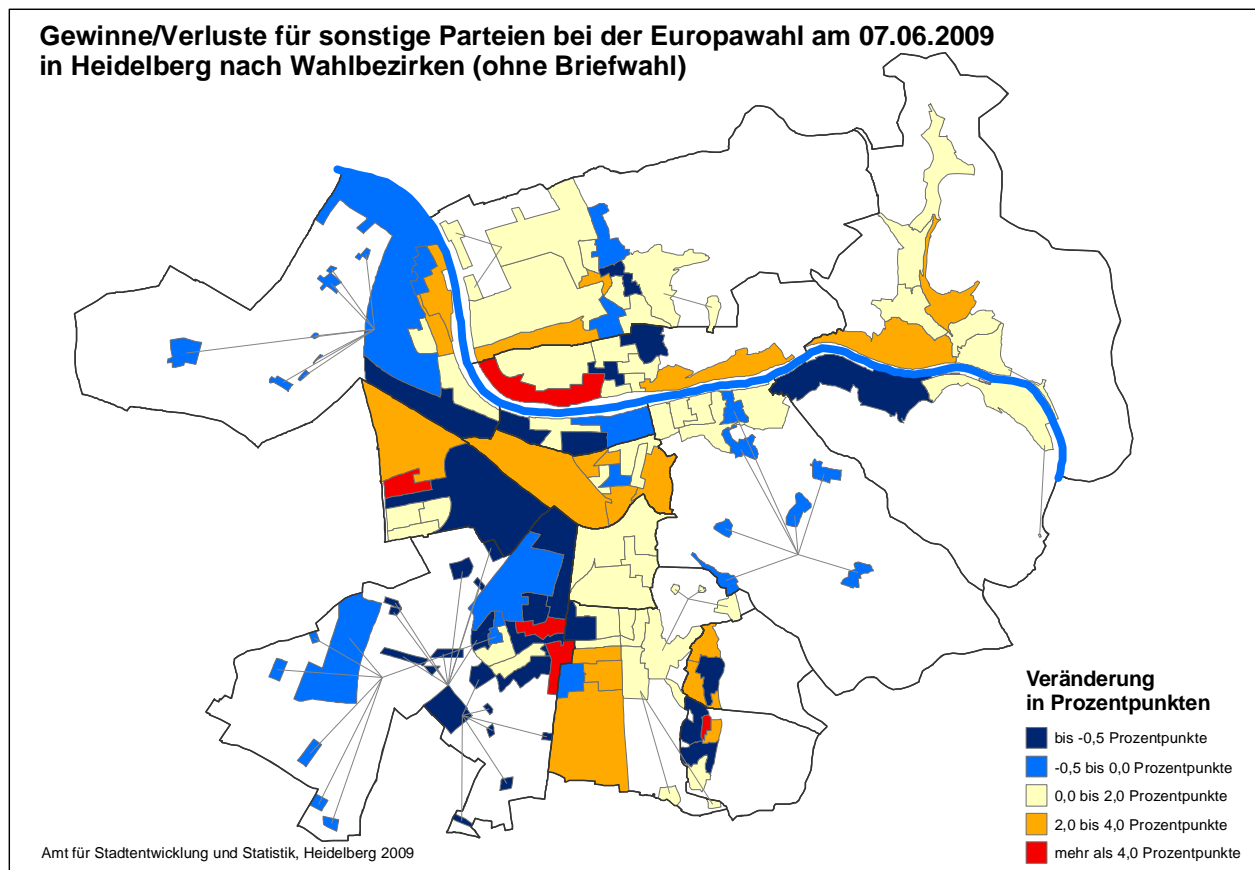 Gewinne/Verluste für sonstige Parteien bei der Europawahl am 07.06.2009
in Heidelberg nach Wahlbezirken (ohne Briefwahl)
Veränderung
in Prozentpunkten
bis -0,5 Prozentpunkte
-0,5 bis 0,0 Prozentpunkte
0,0 bis 2,0 Prozentpunkte
2,0 bis 4,0 Prozentpunkte
mehr als 4,0 Prozentpunkte
Amt für Stadtentwicklung und Statistik, Heidelberg 2009